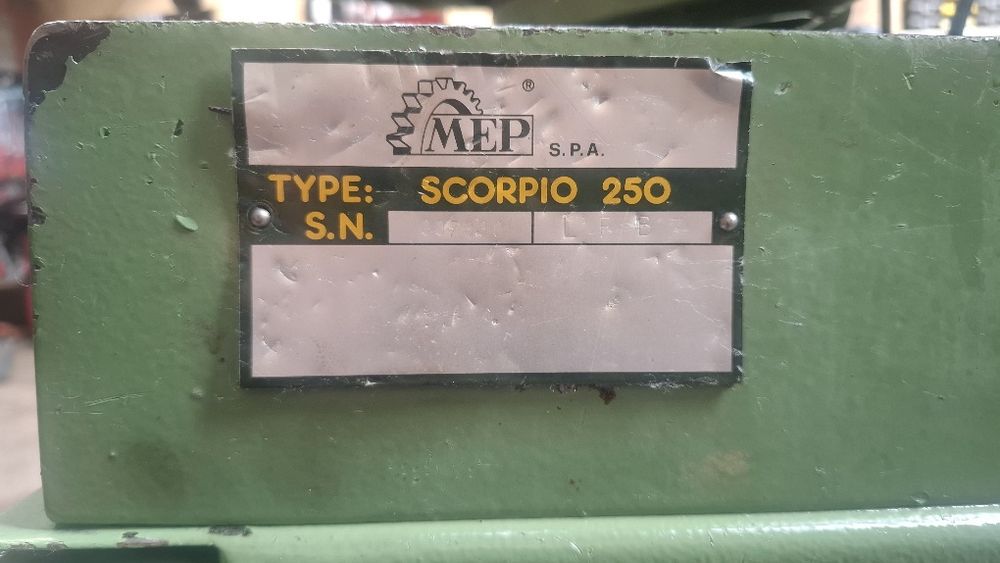 MEP®
S.P.A.
TYPE: SCORPIO 250
S.N.